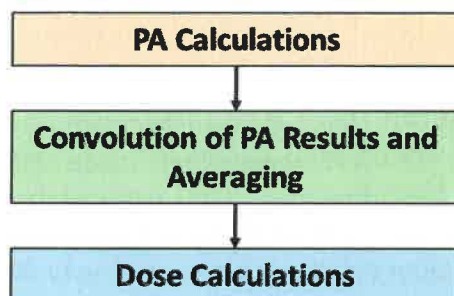 PA Calculations
Convolution of PA Results and
Averaging
Dose Calculations